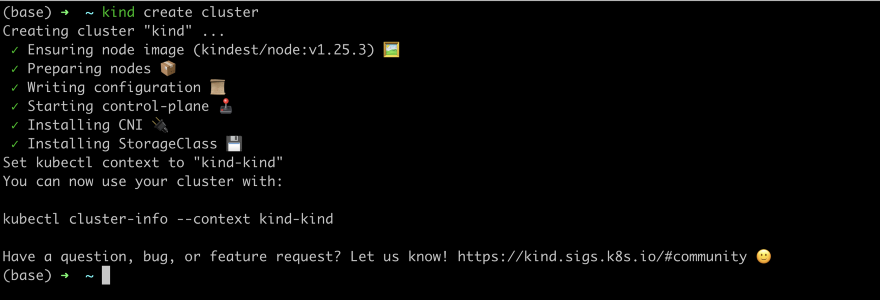 (base) ➜  ~ kind create cluster
Creating cluster "kind" ...
 ✓ Ensuring node image (kindest/node:v1.25.3) 🖼
 ✓ Preparing nodes 📦
 ✓ Writing configuration 📜
 ✓ Starting control-plane 🕹️
 ✓ Installing CNI 🔌
 ✓ Installing StorageClass 💾
Set kubectl context to "kind-kind"
You can now use your cluster with:

kubectl cluster-info --context kind-kind

Have a question, bug, or feature request? Let us know! https://kind.sigs.k8s.io/#community 🙂
(base) ➜  ~